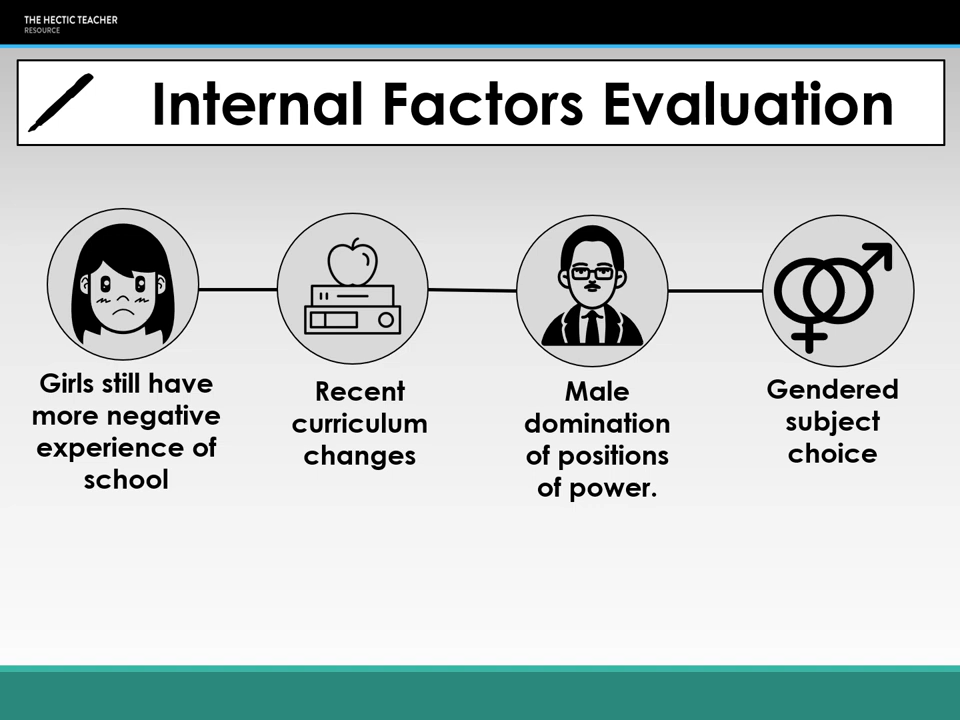 THE HECTIC TEACHER
RESOURCE
Internal Factors Evaluation
Girls still have
more negative
experience of
school
Recent
curriculum
changes
Male
domination
of positions
of power.
Gendered
subject
choice